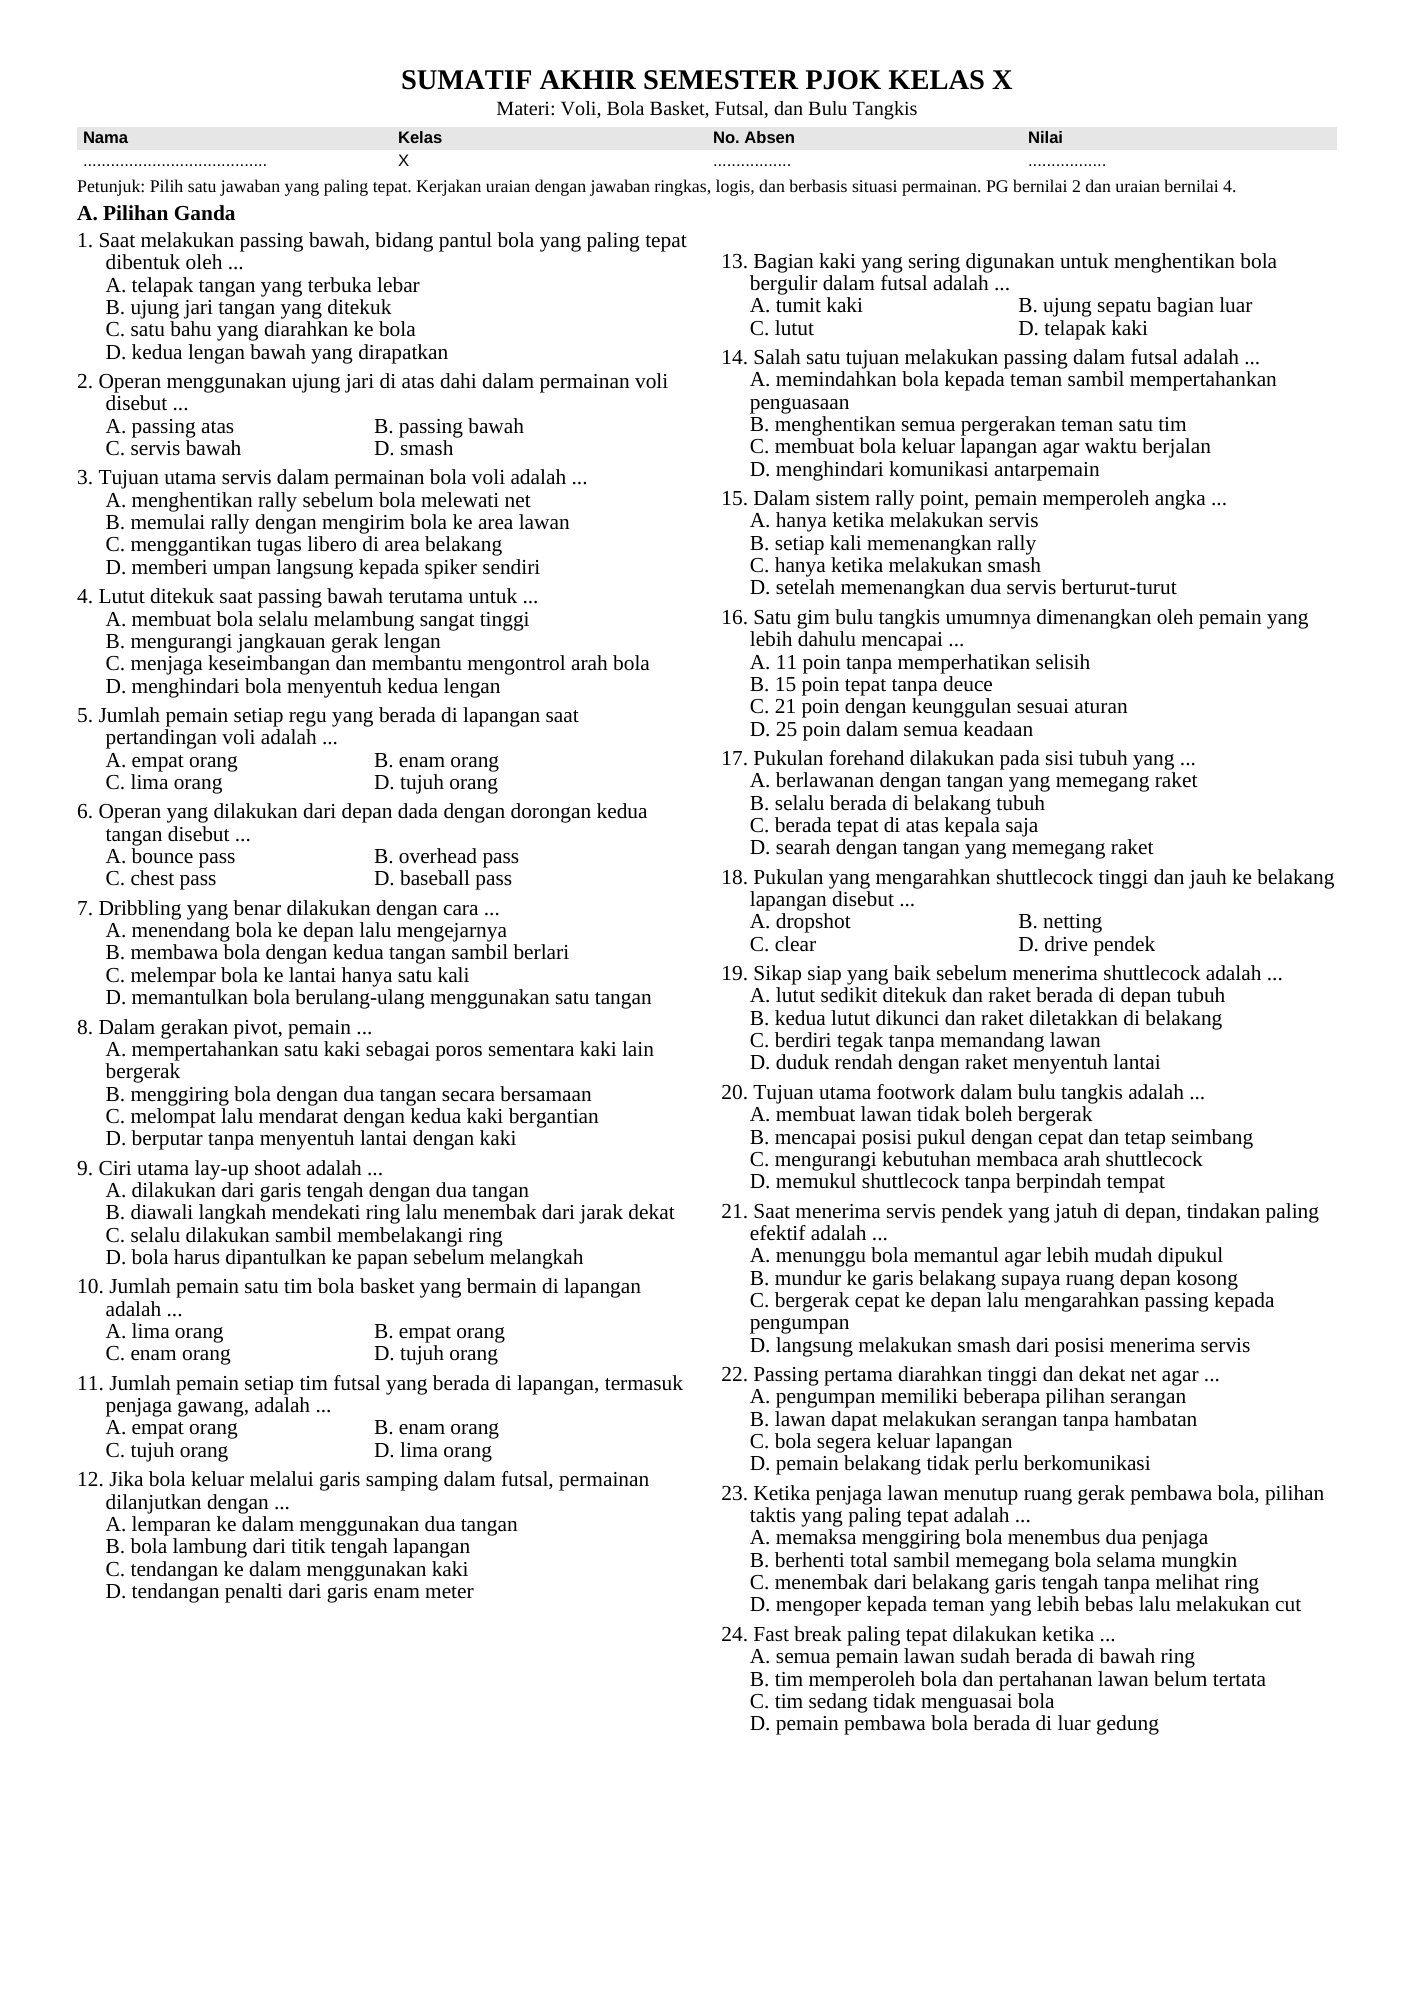 SUMATIF AKHIR SEMESTER PJOK KELAS X
Materi: Voli, Bola Basket, Futsal, dan Bulu Tangkis
Nama Kelas No. Absen Nilai
........................................ X ................. .................
Petunjuk: Pilih satu jawaban yang paling tepat. Kerjakan uraian dengan jawaban ringkas, logis, dan berbasis situasi permainan. PG bernilai 2 dan uraian bernilai 4.
A. Pilihan Ganda
1. Saat melakukan passing bawah, bidang pantul bola yang paling tepat
dibentuk oleh ...
A. telapak tangan yang terbuka lebar
B. ujung jari tangan yang ditekuk
C. satu bahu yang diarahkan ke bola
D. kedua lengan bawah yang dirapatkan
2. Operan menggunakan ujung jari di atas dahi dalam permainan voli
disebut ...
A. passing atas B. passing bawah
C. servis bawah D. smash
3. Tujuan utama servis dalam permainan bola voli adalah ...
A. menghentikan rally sebelum bola melewati net
B. memulai rally dengan mengirim bola ke area lawan
C. menggantikan tugas libero di area belakang
D. memberi umpan langsung kepada spiker sendiri
4. Lutut ditekuk saat passing bawah terutama untuk ...
A. membuat bola selalu melambung sangat tinggi
B. mengurangi jangkauan gerak lengan
C. menjaga keseimbangan dan membantu mengontrol arah bola
D. menghindari bola menyentuh kedua lengan
5. Jumlah pemain setiap regu yang berada di lapangan saat
pertandingan voli adalah ...
A. empat orang B. enam orang
C. lima orang D. tujuh orang
6. Operan yang dilakukan dari depan dada dengan dorongan kedua
tangan disebut ...
A. bounce pass B. overhead pass
C. chest pass D. baseball pass
7. Dribbling yang benar dilakukan dengan cara ...
A. menendang bola ke depan lalu mengejarnya
B. membawa bola dengan kedua tangan sambil berlari
C. melempar bola ke lantai hanya satu kali
D. memantulkan bola berulang-ulang menggunakan satu tangan
8. Dalam gerakan pivot, pemain ...
A. mempertahankan satu kaki sebagai poros sementara kaki lain
bergerak
B. menggiring bola dengan dua tangan secara bersamaan
C. melompat lalu mendarat dengan kedua kaki bergantian
D. berputar tanpa menyentuh lantai dengan kaki
9. Ciri utama lay-up shoot adalah ...
A. dilakukan dari garis tengah dengan dua tangan
B. diawali langkah mendekati ring lalu menembak dari jarak dekat
C. selalu dilakukan sambil membelakangi ring
D. bola harus dipantulkan ke papan sebelum melangkah
10. Jumlah pemain satu tim bola basket yang bermain di lapangan
adalah ...
A. lima orang B. empat orang
C. enam orang D. tujuh orang
11. Jumlah pemain setiap tim futsal yang berada di lapangan, termasuk
penjaga gawang, adalah ...
A. empat orang B. enam orang
C. tujuh orang D. lima orang
12. Jika bola keluar melalui garis samping dalam futsal, permainan
dilanjutkan dengan ...
A. lemparan ke dalam menggunakan dua tangan
B. bola lambung dari titik tengah lapangan
C. tendangan ke dalam menggunakan kaki
D. tendangan penalti dari garis enam meter
13. Bagian kaki yang sering digunakan untuk menghentikan bola
bergulir dalam futsal adalah ...
A. tumit kaki B. ujung sepatu bagian luar
C. lutut D. telapak kaki
14. Salah satu tujuan melakukan passing dalam futsal adalah ...
A. memindahkan bola kepada teman sambil mempertahankan
penguasaan
B. menghentikan semua pergerakan teman satu tim
C. membuat bola keluar lapangan agar waktu berjalan
D. menghindari komunikasi antarpemain
15. Dalam sistem rally point, pemain memperoleh angka ...
A. hanya ketika melakukan servis
B. setiap kali memenangkan rally
C. hanya ketika melakukan smash
D. setelah memenangkan dua servis berturut-turut
16. Satu gim bulu tangkis umumnya dimenangkan oleh pemain yang
lebih dahulu mencapai ...
A. 11 poin tanpa memperhatikan selisih
B. 15 poin tepat tanpa deuce
C. 21 poin dengan keunggulan sesuai aturan
D. 25 poin dalam semua keadaan
17. Pukulan forehand dilakukan pada sisi tubuh yang ...
A. berlawanan dengan tangan yang memegang raket
B. selalu berada di belakang tubuh
C. berada tepat di atas kepala saja
D. searah dengan tangan yang memegang raket
18. Pukulan yang mengarahkan shuttlecock tinggi dan jauh ke belakang
lapangan disebut ...
A. dropshot B. netting
C. clear D. drive pendek
19. Sikap siap yang baik sebelum menerima shuttlecock adalah ...
A. lutut sedikit ditekuk dan raket berada di depan tubuh
B. kedua lutut dikunci dan raket diletakkan di belakang
C. berdiri tegak tanpa memandang lawan
D. duduk rendah dengan raket menyentuh lantai
20. Tujuan utama footwork dalam bulu tangkis adalah ...
A. membuat lawan tidak boleh bergerak
B. mencapai posisi pukul dengan cepat dan tetap seimbang
C. mengurangi kebutuhan membaca arah shuttlecock
D. memukul shuttlecock tanpa berpindah tempat
21. Saat menerima servis pendek yang jatuh di depan, tindakan paling
efektif adalah ...
A. menunggu bola memantul agar lebih mudah dipukul
B. mundur ke garis belakang supaya ruang depan kosong
C. bergerak cepat ke depan lalu mengarahkan passing kepada
pengumpan
D. langsung melakukan smash dari posisi menerima servis
22. Passing pertama diarahkan tinggi dan dekat net agar ...
A. pengumpan memiliki beberapa pilihan serangan
B. lawan dapat melakukan serangan tanpa hambatan
C. bola segera keluar lapangan
D. pemain belakang tidak perlu berkomunikasi
23. Ketika penjaga lawan menutup ruang gerak pembawa bola, pilihan
taktis yang paling tepat adalah ...
A. memaksa menggiring bola menembus dua penjaga
B. berhenti total sambil memegang bola selama mungkin
C. menembak dari belakang garis tengah tanpa melihat ring
D. mengoper kepada teman yang lebih bebas lalu melakukan cut
24. Fast break paling tepat dilakukan ketika ...
A. semua pemain lawan sudah berada di bawah ring
B. tim memperoleh bola dan pertahanan lawan belum tertata
C. tim sedang tidak menguasai bola
D. pemain pembawa bola berada di luar gedung